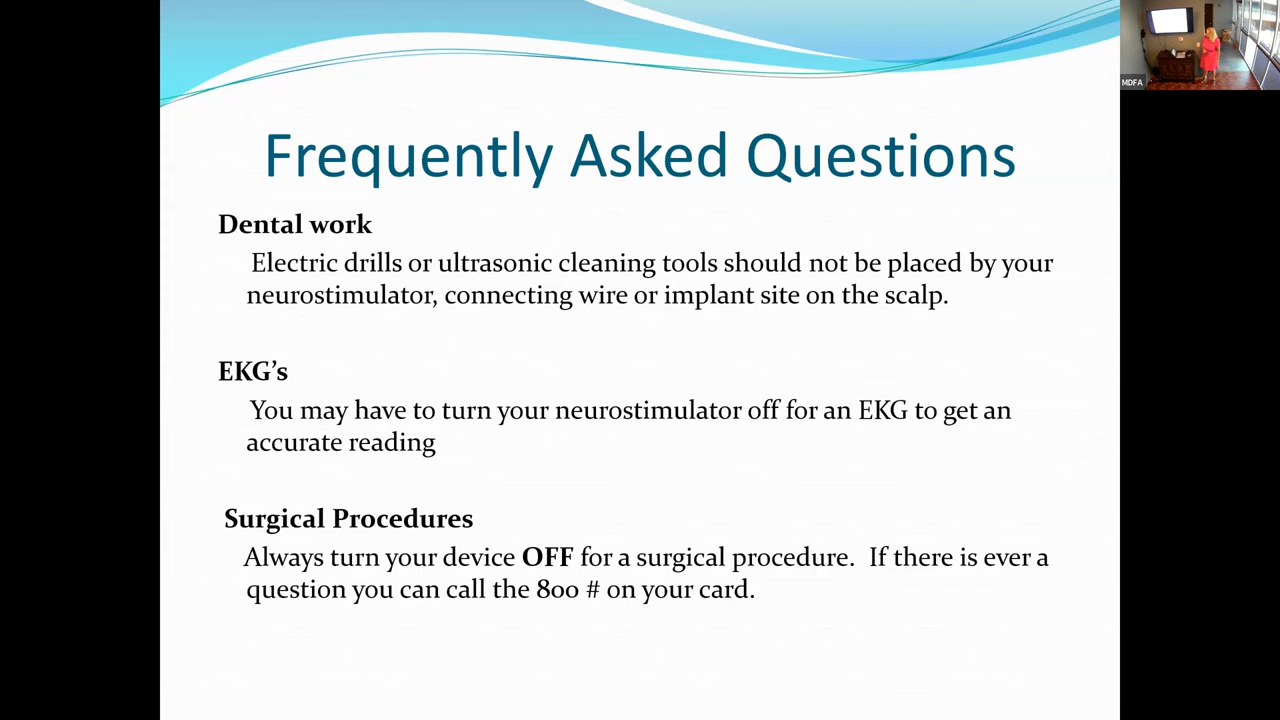 Frequently Asked Questions
Dental work
Electric drills or ultrasonic cleaning tools should not be placed by your
neurostimulator, connecting wire or implant site on the scalp.
EKG’s
You may have to turn your neurostimulator off for an EKG to get an
accurate reading
Surgical Procedures
Always turn your device OFF for a surgical procedure.  If there is ever a
question you can call the 800 # on your card.
MDFA